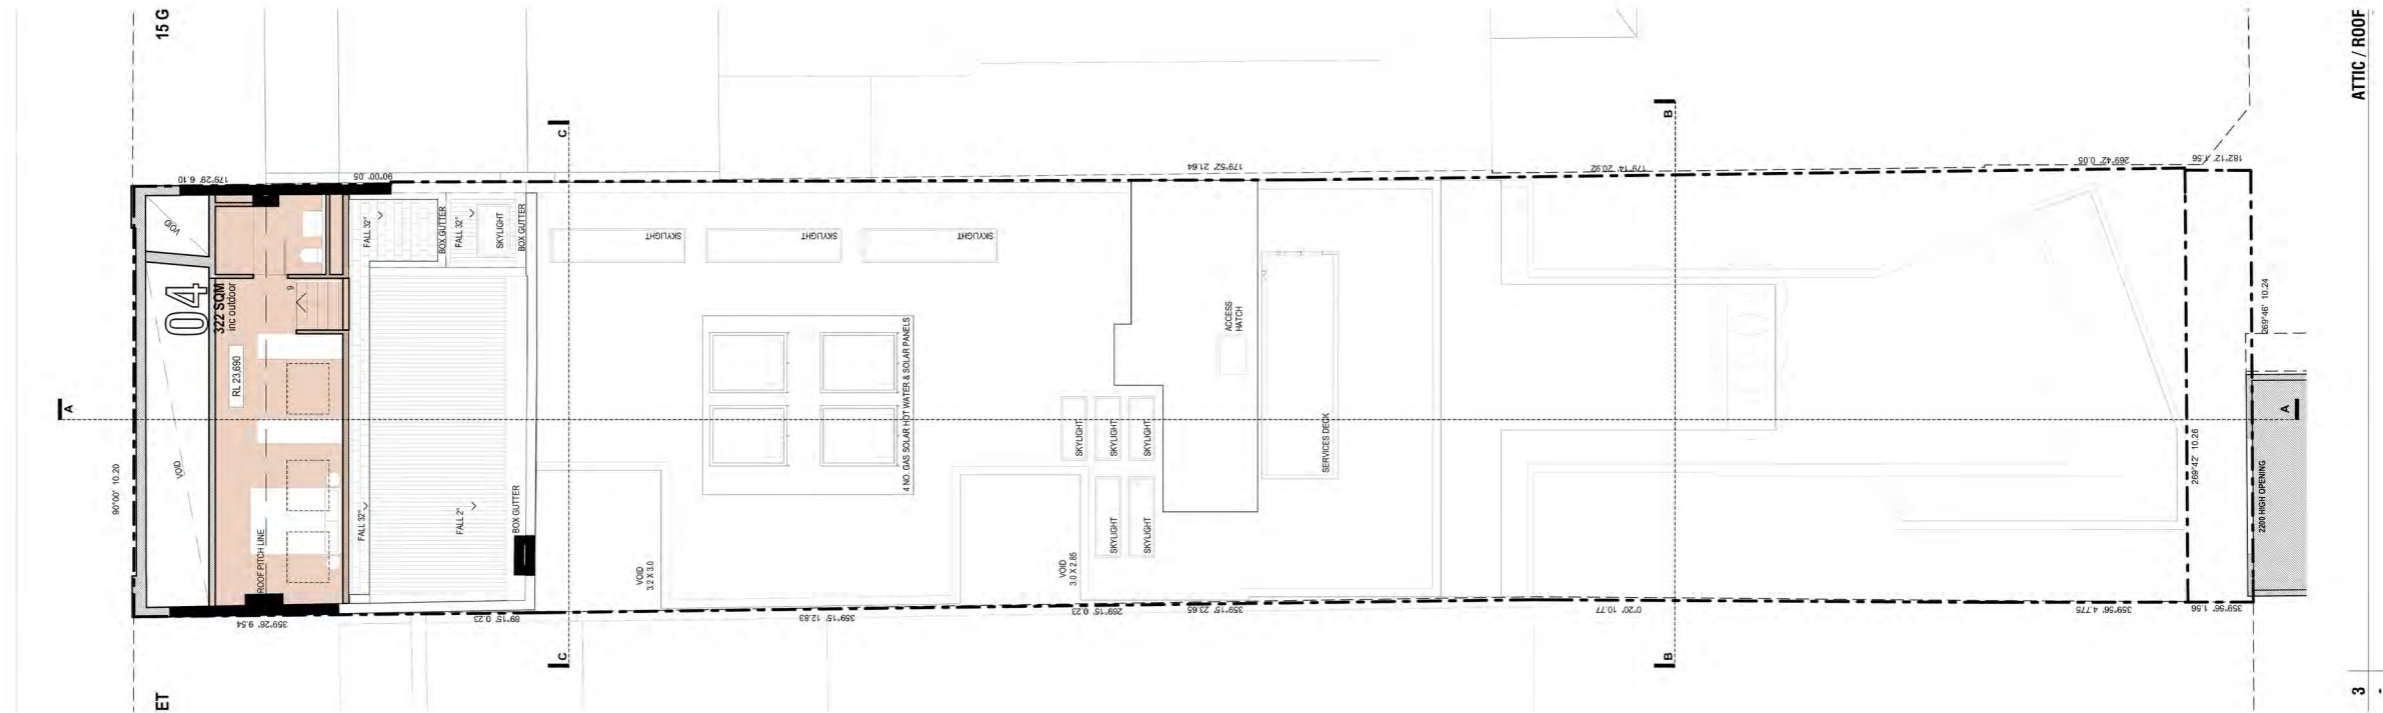 15 G
ATTIC / ROOF
C
B
179°29' 6.10
90°00' 0.05
179°52' 21.64
179°14' 20.92
269°42' 0.05
182°12' 1.56
VOID
FALL 32°
BOX GUTTER
FALL 32°
SKYLIGHT
BOX GUTTER
SKYLIGHT
SKYLIGHT
SKYLIGHT
04
322 SQM
inc outdoor
9
RL 23,690
4 NO. GAS SOLAR HOT WATER & SOLAR PANELS
ACCESS
HATCH
269°46' 10.24
A
A
90°00' 10.20
VOID
ROOF PITCH LINE
FALL 32°
FALL 2°
BOX GUTTER
SKYLIGHT
SKYLIGHT
SKYLIGHT
SKYLIGHT
SKYLIGHT
SERVICES DECK
269°42' 10.26
2200 HIGH OPENING
VOID
3.2 X 3.0
VOID
3.0 X 2.85
359°26' 9.54
89°15' 0.23
359°15' 12.83
269°15' 0.23
359°15' 23.65
0°20' 10.77
359°56' 4.775
359°56' 1.56
C
B
ET
3